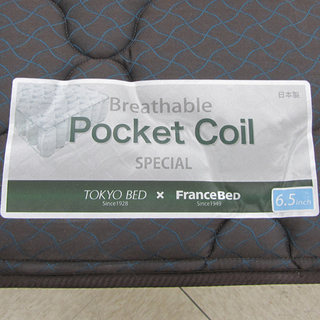 日本製
Breathable
Pocket Coil
SPECIAL
TOKYO BED × FRANCEBED
Since1928 Since1949
6.5inch